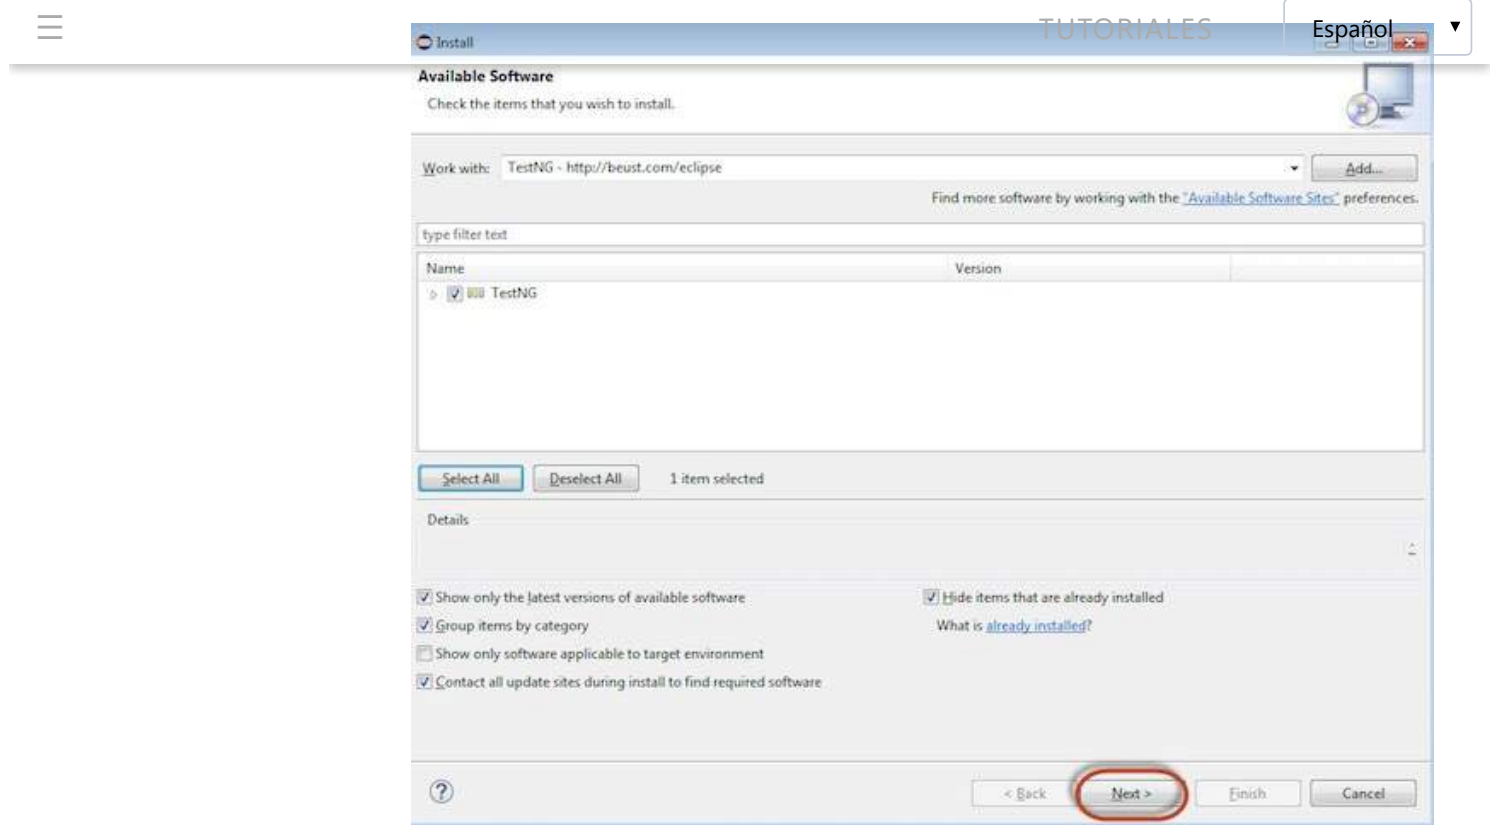 ☰
TUTORIALES
Español ▼
Install
Available Software
Check the items that you wish to install.
Work with: TestNG - http://beust.com/eclipse
Add...
Find more software by working with the "Available Software Sites" preferences.
type filter text
Name Version
TestNG
Select All Deselect All 1 item selected
Details
Show only the latest versions of available software
Hide items that are already installed
Group items by category
What is already installed?
Show only software applicable to target environment
Contact all update sites during install to find required software
? < Back Next > Finish Cancel